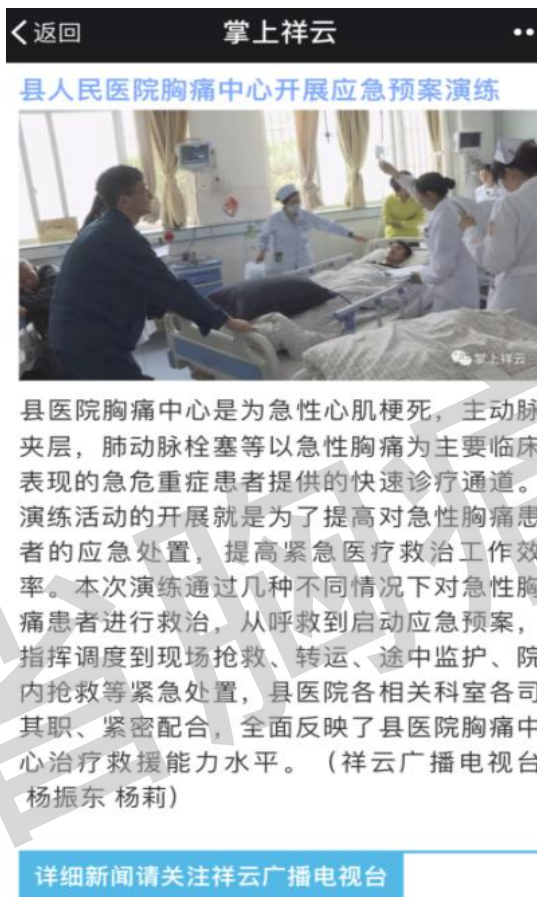 返回
掌上祥云
县人民医院胸痛中心开展应急预案演练
掌上祥云
县医院胸痛中心是为急性心肌梗死，主动脉
夹层，肺动脉栓塞等以急性胸痛为主要临床
表现的急危重症患者提供的快速诊疗通道。
演练活动的开展就是为了提高对急性胸痛患
者的应急处置，提高紧急医疗救治工作效
率。本次演练通过几种不同情况下对急性胸
痛患者进行救治，从呼救到启动应急预案，
指挥调度到现场抢救、转运、途中监护、院
内抢救等紧急处置，县医院各相关科室各司
其职、紧密配合，全面反映了县医院胸痛中
心治疗救援能力水平。（祥云广播电视台
杨振东 杨莉）
省胸痛
详细新闻请关注祥云广播电视台